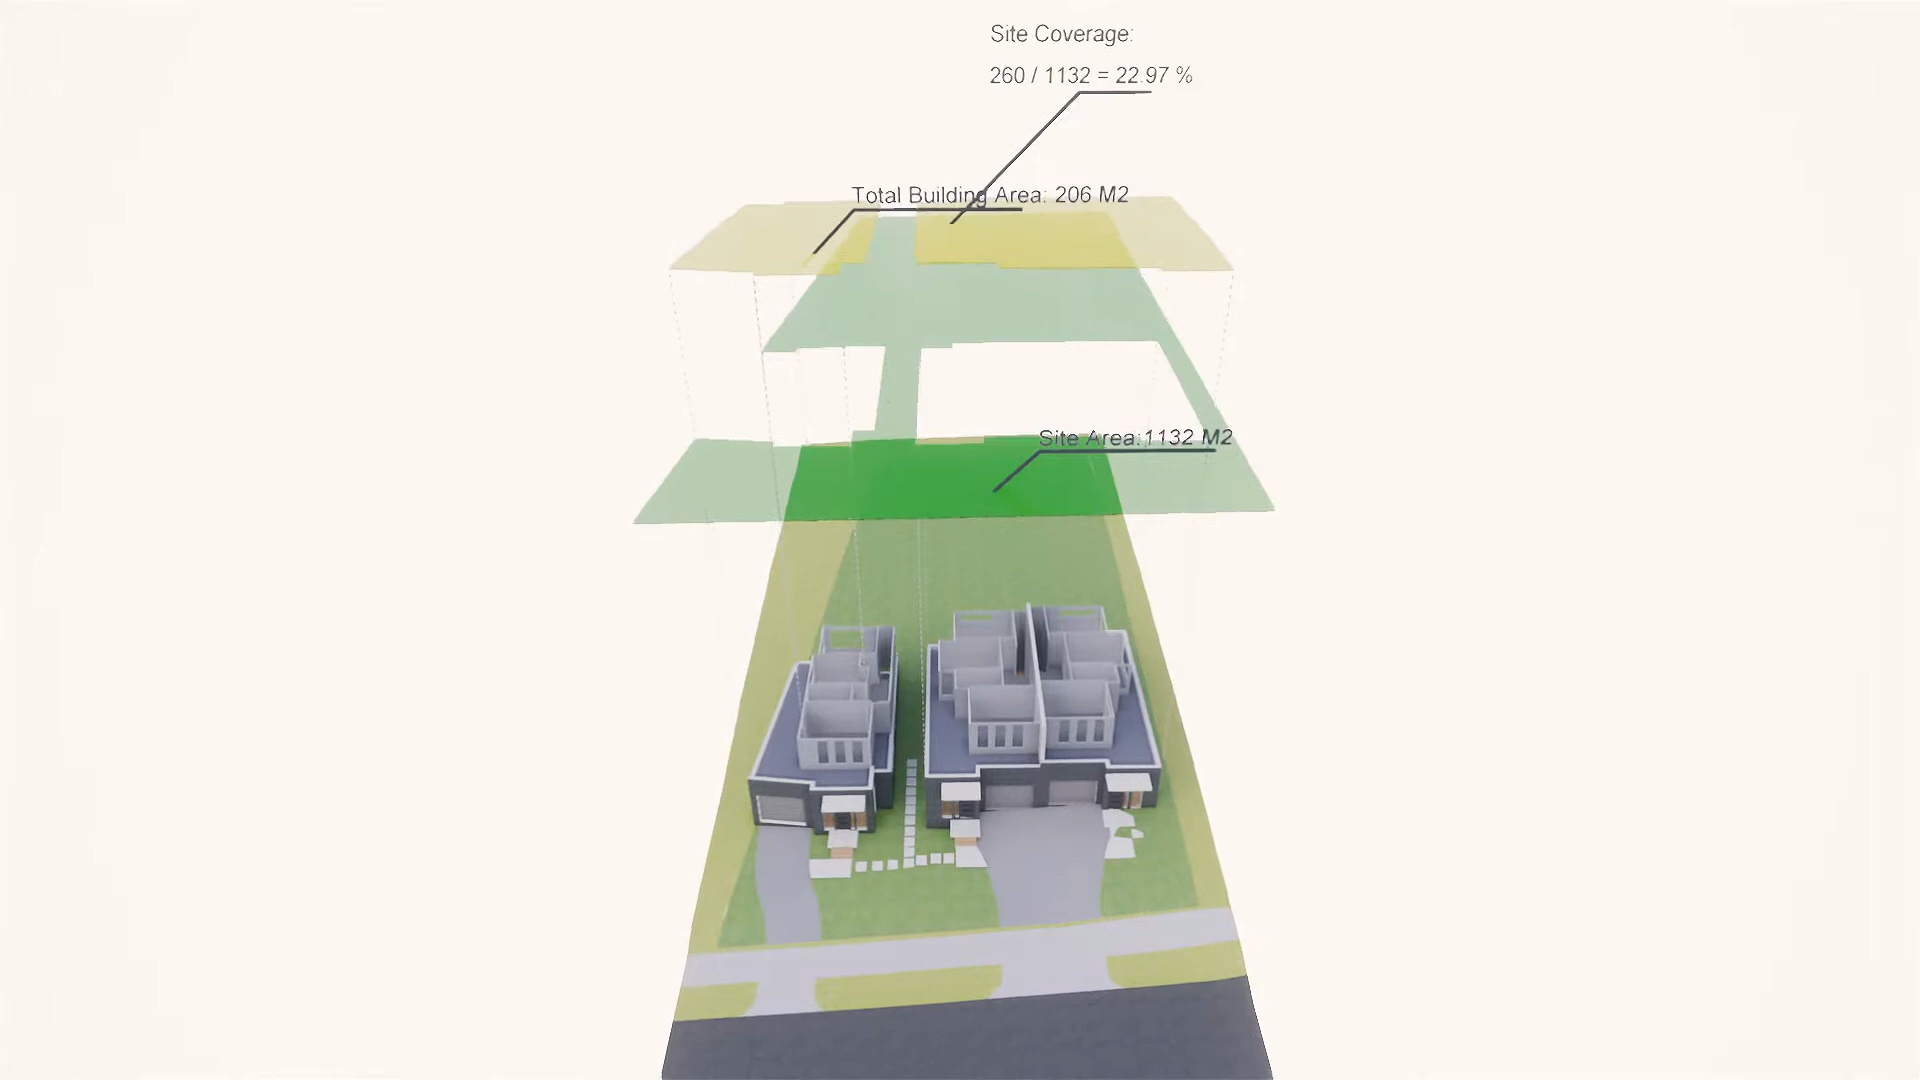 Site Coverage:
260 / 1132 = 22.97 %
Total Building Area: 206 M2
Site Area:1132 M2